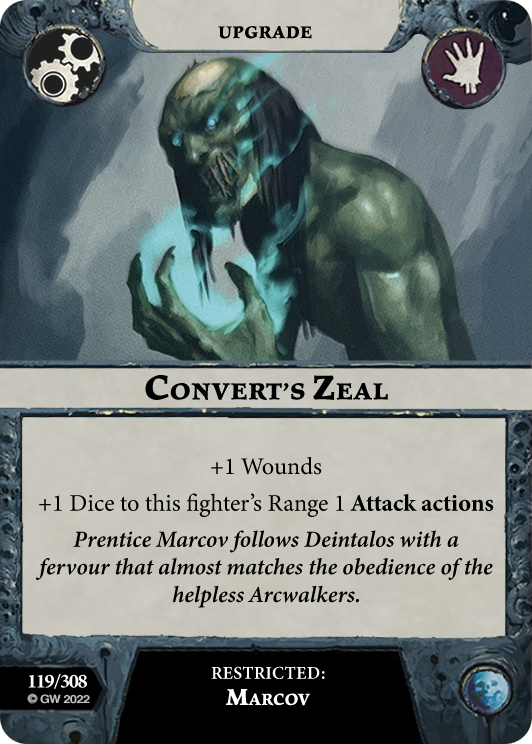 UPGRADE
CONVERT'S ZEAL
+1 Wounds
+1 Dice to this fighter's Range 1 Attack actions
Prentice Marcov follows Deintalos with a
fervour that almost matches the obedience of the
helpless Arcwalkers.
RESTRICTED:
MARCOV
119/308
© GW 2022